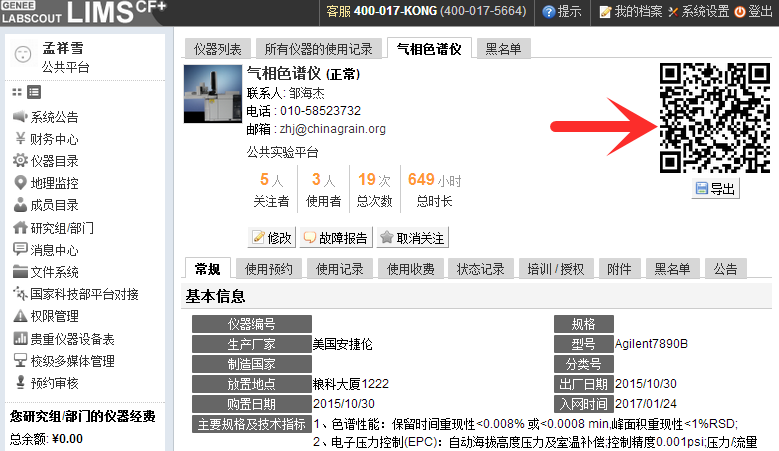 GENEE
LABSCOUT LIMS CF+
客服 400-017-KONG (400-017-5664)
提示
我的档案
系统设置
登出
孟祥雪
公共平台
系统公告
财务中心
仪器目录
地理监控
成员目录
研究组/部门
消息中心
文件系统
国家科技部平台对接
权限管理
贵重仪器设备表
校级多媒体管理
预约审核
您研究组/部门的仪器经费
总余额: ¥0.00
仪器列表
所有仪器的使用记录
气相色谱仪
黑名单
气相色谱仪 (正常)
联系人: 邹海杰
电话 : 010-58523732
邮箱 : zhj@chinagrain.org
公共实验平台
5 人
关注者
3 人
使用者
19 次
总次数
649 小时
总时长
导出
修改
故障报告
取消关注
常规
使用预约
使用记录
使用收费
状态记录
培训 / 授权
附件
黑名单
公告
基本信息
仪器编号
规格
生产厂家 美国安捷伦
型号 Agilent7890B
制造国家
分类号
放置地点 粮科大厦1222
出厂日期 2015/10/30
购置日期 2015/10/30
入网时间 2017/01/24
主要规格及技术指标 1、色谱性能：保留时间重现性<0.008% 或<0.0008 min,峰面积重现性<1%RSD;
2、电子压力控制(EPC)：自动海拔高度压力及室温补偿;控制精度0.001psi;压力/流量